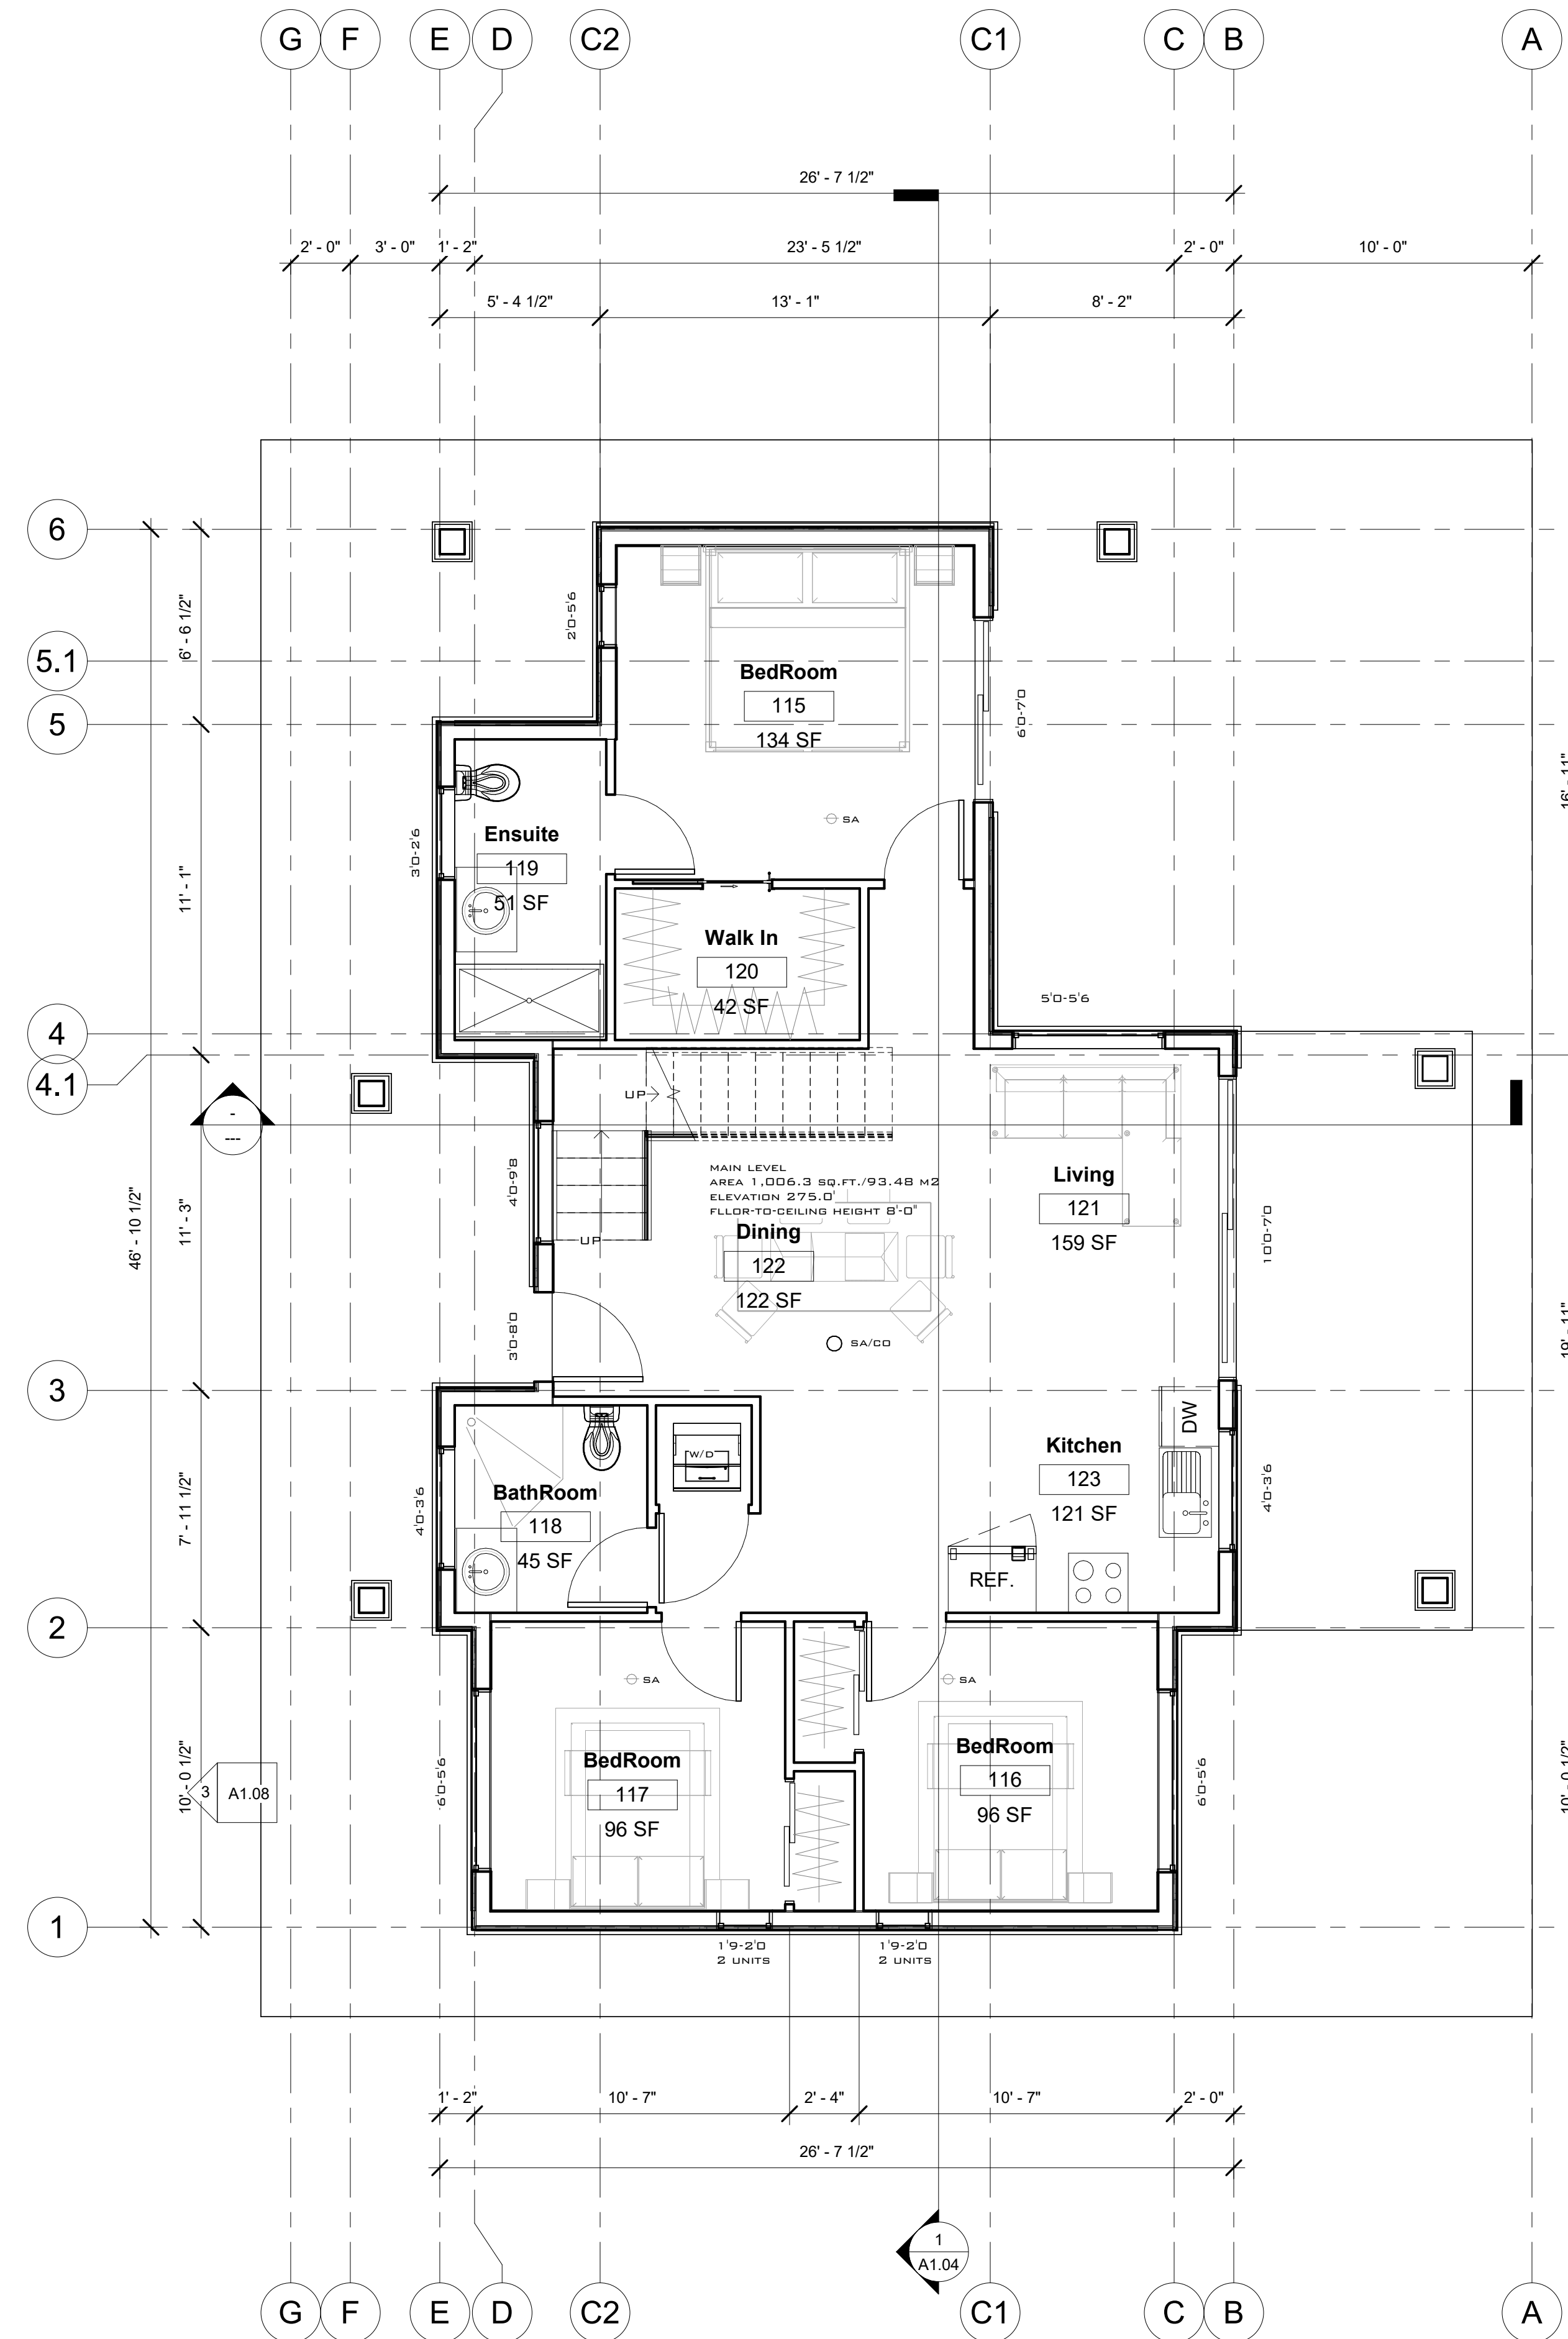 G F E D C2 C1 C B A
26' - 7 1/2"
2' - 0" 3' - 0" 1' - 2" 23' - 5 1/2" 2' - 0" 10' - 0"
5' - 4 1/2" 13' - 1" 8' - 2"
6
5.1
5
4
4.1
3
2
1
46' - 10 1/2"
6' - 6 1/2"
11' - 1"
11' - 3"
7' - 11 1/2"
10' - 0 1/2"
16' - 11"
19' - 11"
10' - 0 1/2"
2'0-5'6
BedRoom
115
134 SF
6'0-7'0
SA
3'0-2'6
Ensuite
119
51 SF
Walk In
120
42 SF
5'0-5'6
-
---
UP
UP
4'0-9'8
3'0-8'0
MAIN LEVEL
AREA 1,006.3 SQ.FT./93.48 M2
ELEVATION 275.0'
FLLOR-TO-CEILING HEIGHT 8'-0"
Dining
122
122 SF
SA/CO
Living
121
159 SF
10'0-7'0
DW
Kitchen
123
121 SF
4'0-3'6
REF.
W/D
4'0-3'6
BathRoom
118
45 SF
SA
SA
BedRoom
117
96 SF
BedRoom
116
96 SF
6'0-5'6
6'0-5'6
3 A1.08
1'9-2'0
2 UNITS
1'9-2'0
2 UNITS
1' - 2" 10' - 7" 2' - 4" 10' - 7" 2' - 0"
26' - 7 1/2"
1
A1.04
G F E D C2 C1 C B A